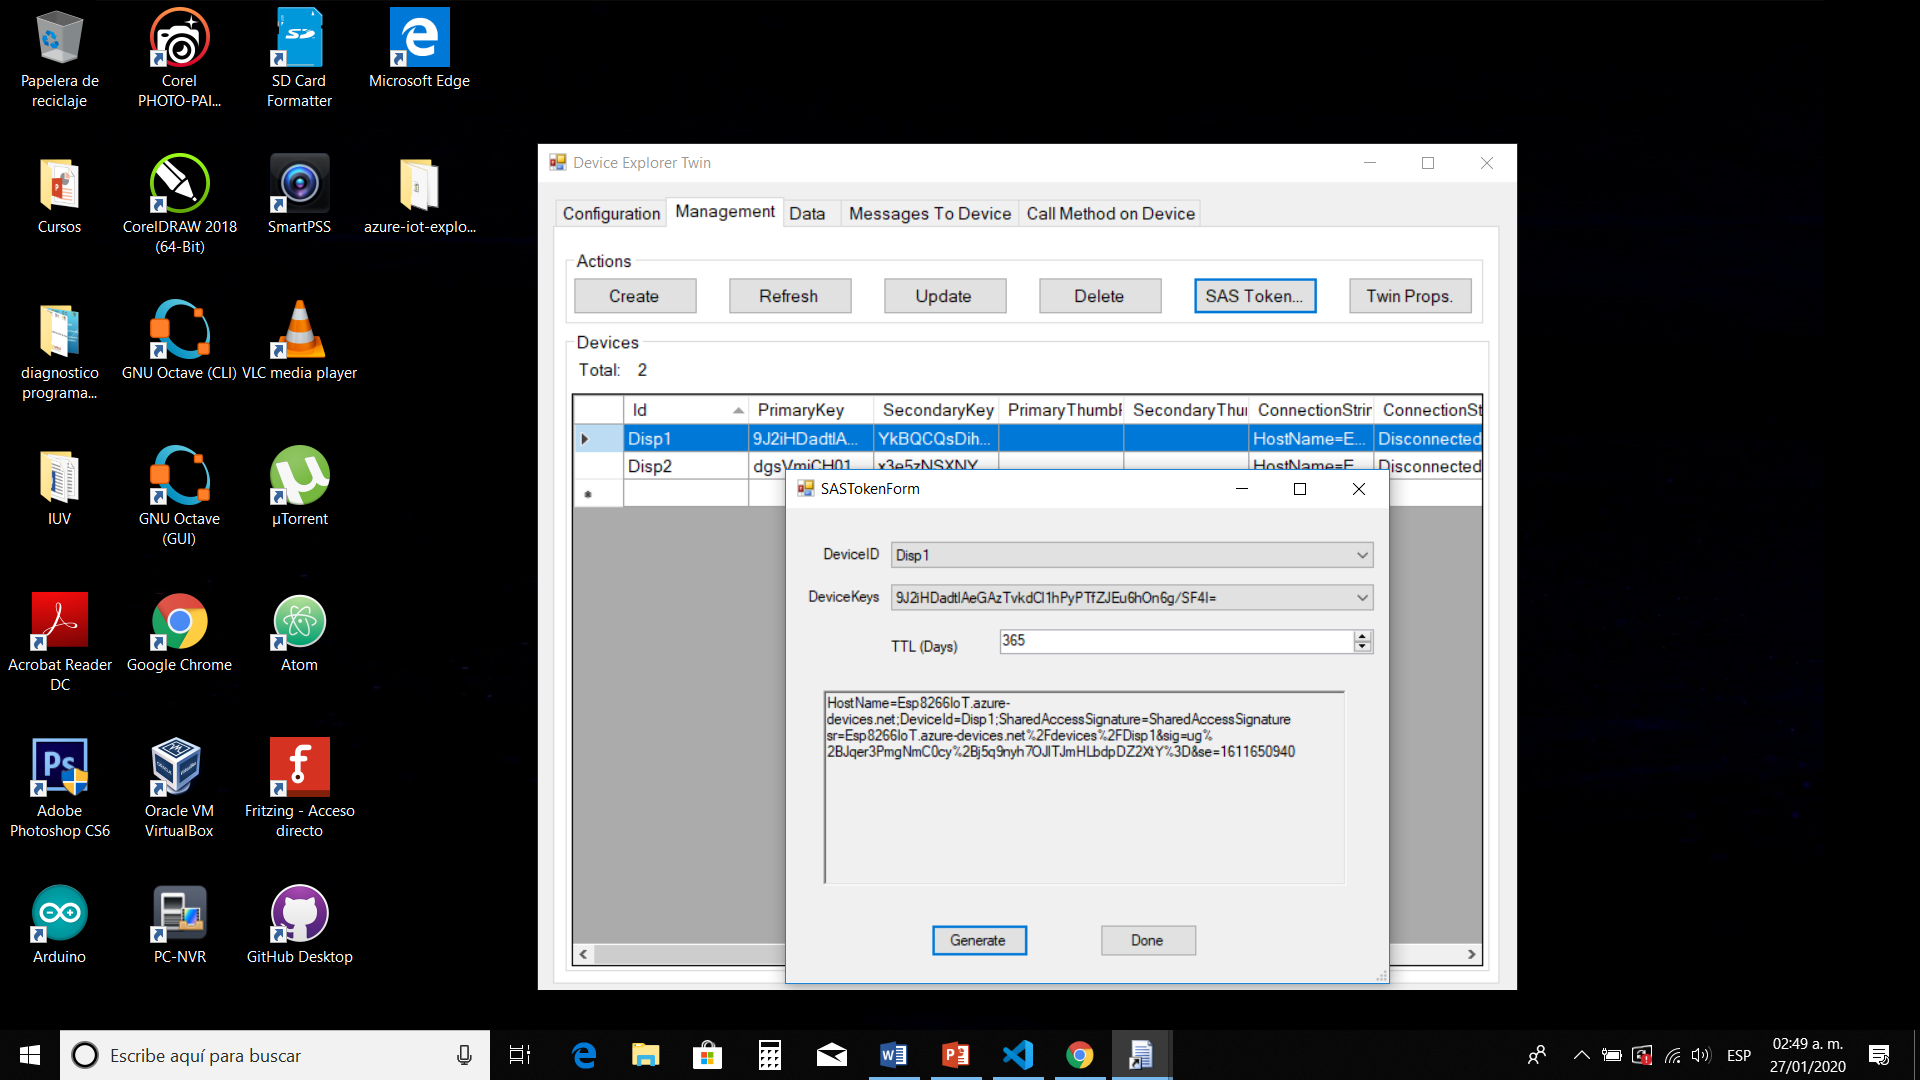 Papelera de
reciclaje
Corel
PHOTO-PAI...
SD Card
Formatter
Microsoft Edge
Cursos
CorelDRAW 2018
(64-Bit)
SmartPSS
azure-iot-explo...
diagnostico
programa...
GNU Octave (CLI)
VLC media player
IUV
GNU Octave
(GUI)
µTorrent
Acrobat Reader
DC
Google Chrome
Atom
Adobe
Photoshop CS6
Oracle VM
VirtualBox
Fritzing - Acceso
directo
Arduino
PC-NVR
GitHub Desktop
Device Explorer Twin
Configuration
Management
Data
Messages To Device
Call Method on Device
Actions
Create
Refresh
Update
Delete
SAS Token...
Twin Props.
Devices
Total: 2
Id PrimaryKey SecondaryKey PrimaryThumb SecondaryThu ConnectionStrin ConnectionSt
Disp1 9J2iHDadtlA... YkBQCQsDih... HostName=E... Disconnected
Disp2 dgsVmiCH01 x3e5zNSXNY HostName=E Disconnected
SASTokenForm
DeviceID Disp1
DeviceKeys 9J2iHDadtlAeGAzTvkdCl1hPyPTfZJEu6hOn6g/SF4I=
TTL (Days) 365
HostName=Esp8266IoT.azure-
devices.net;DeviceId=Disp1;SharedAccessSignature=SharedAccessSignature
sr=Esp8266IoT.azure-devices.net%2Fdevices%2FDisp1&sig=ug%
2BJqer3PmgNmC0cy%2Bj5q9nyh7OJITJmHLbdpDZ2XtY%3D&se=1611650940
Generate
Done
Escribe aquí para buscar
ESP
02:49 a. m.
27/01/2020